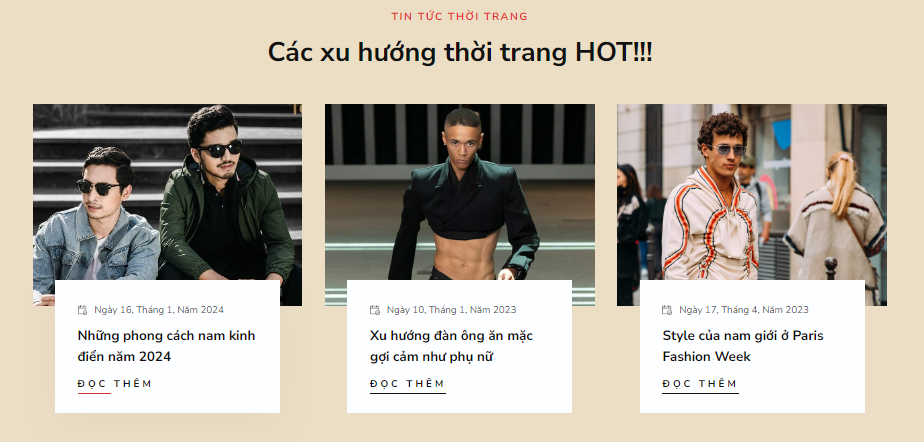 TIN TỨC THỜI TRANG
Các xu hướng thời trang HOT!!!
Ngày 16, Tháng 1, Năm 2024
Những phong cách nam kinh
điển năm 2024
ĐỌC THÊM
Ngày 10, Tháng 1, Năm 2023
Xu hướng đàn ông ăn mặc
gợi cảm như phụ nữ
ĐỌC THÊM
Ngày 17, Tháng 4, Năm 2023
Style của nam giới ở Paris
Fashion Week
ĐỌC THÊM